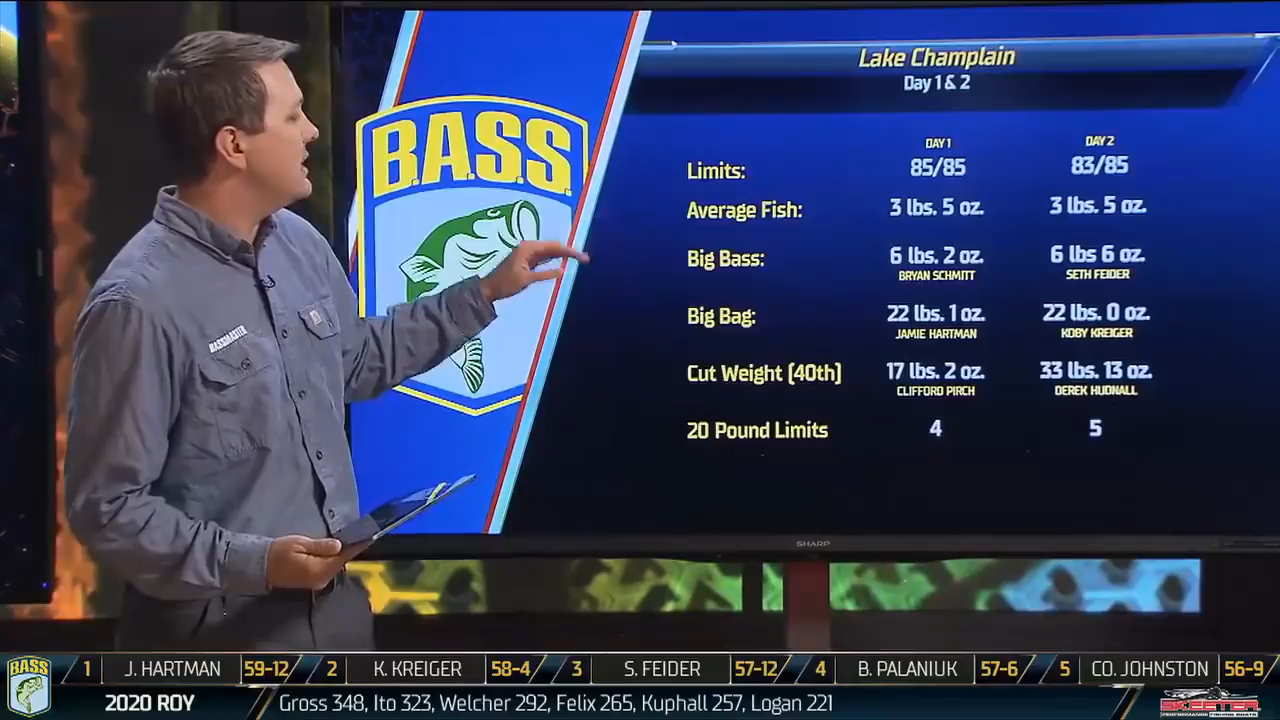 Lake Champlain
Day 1 & 2
B.A.S.S.
DAY 1 DAY 2
Limits: 85/85 83/85
Average Fish: 3 lbs. 5 oz. 3 lbs. 5 oz.
Big Bass: 6 lbs. 2 oz. 6 lbs 6 oz.
BRYAN SCHMITT SETH FEIDER
Big Bag: 22 lbs. 1 oz. 22 lbs. 0 oz.
JAMIE HARTMAN KOBY KREIGER
Cut Weight (40th) 17 lbs. 2 oz. 33 lbs. 13 oz.
CLIFFORD PIRCH DEREK HUDNALL
20 Pound Limits 4 5
BASSMASTER
SHARP
BASS 1 J. HARTMAN 59-12 2 K. KREIGER 58-4 3 S. FEIDER 57-12 4 B. PALANIUK 57-6 5 CO. JOHNSTON 56-9
2020 ROY Gross 348, Ito 323, Welcher 292, Felix 265, Kuphall 257, Logan 221
SKEETER
PERFORMANCE FISHING BOATS